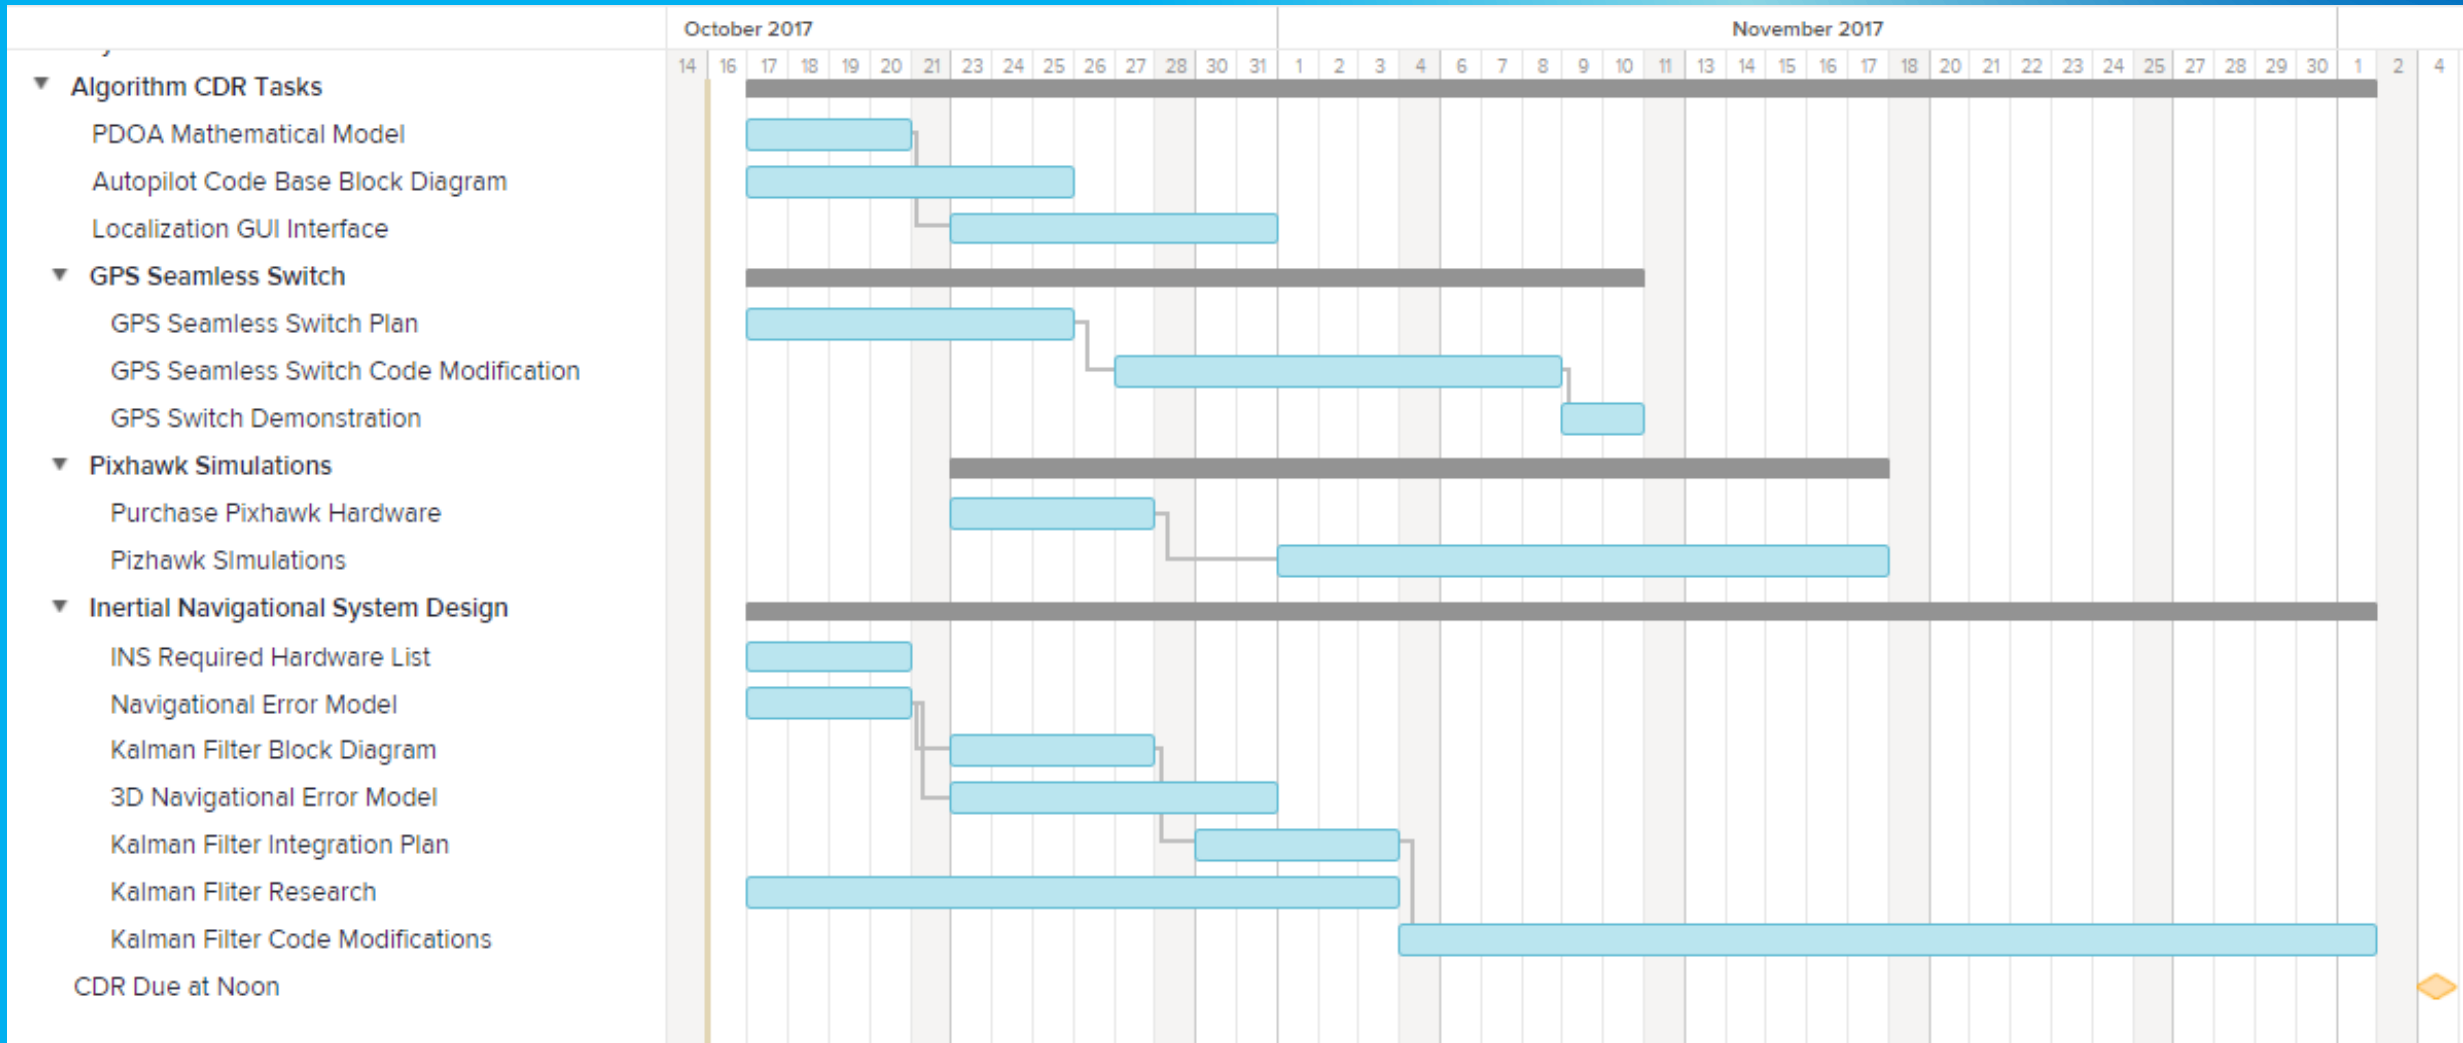 October 2017 November 2017
14 16 17 18 19 20 21 23 24 25 26 27 28 30 31 1 2 3 4 6 7 8 9 10 11 13 14 15 16 17 18 20 21 22 23 24 25 27 28 29 30 1 2 4
Algorithm CDR Tasks
PDOA Mathematical Model
Autopilot Code Base Block Diagram
Localization GUI Interface
GPS Seamless Switch
GPS Seamless Switch Plan
GPS Seamless Switch Code Modification
GPS Switch Demonstration
Pixhawk Simulations
Purchase Pixhawk Hardware
Pizhawk SImulations
Inertial Navigational System Design
INS Required Hardware List
Navigational Error Model
Kalman Filter Block Diagram
3D Navigational Error Model
Kalman Filter Integration Plan
Kalman Fliter Research
Kalman Filter Code Modifications
CDR Due at Noon